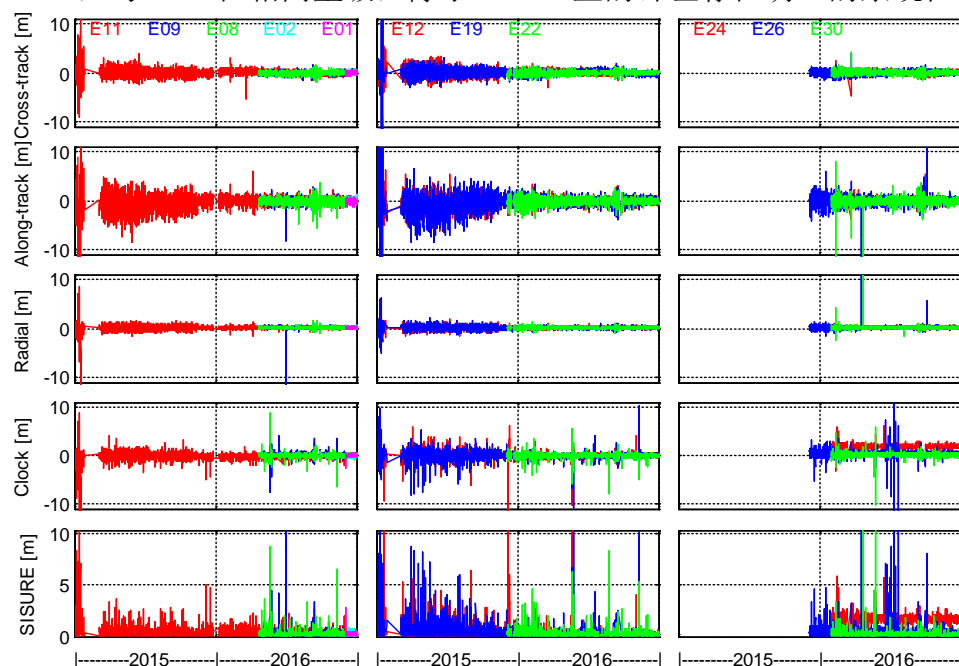 E11 E09 E08 E02 E01 E12 E19 E22 E24 E26 E30
Cross-track [m] 10 0 -10
Along-track [m] 10 0 -10
Radial [m] 10 0 -10
Clock [m] 10 0 -10
SISURE [m] 10 5 0
|-------2015-------|-------2016-------| |-------2015-------|-------2016-------| |-------2015-------|-------2016-------|